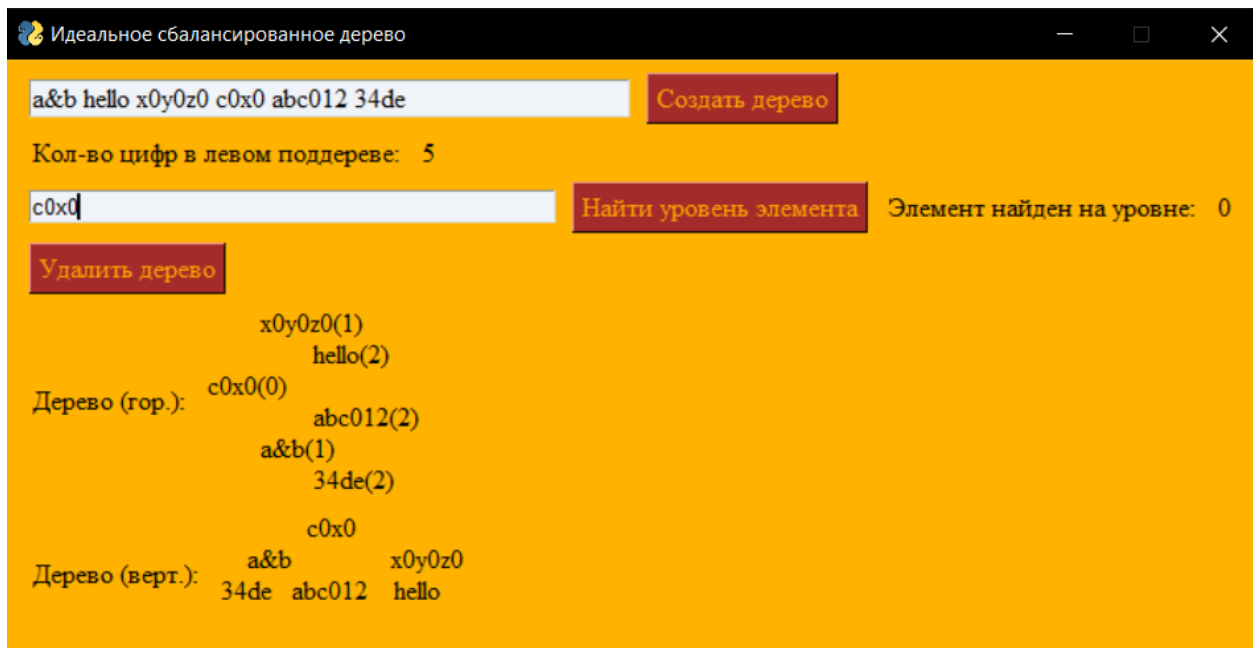 Идеальное сбалансированное дерево
a&b hello x0y0z0 c0x0 abc012 34de Создать дерево
Кол-во цифр в левом поддереве: 5
c0x0 Найти уровень элемента Элемент найден на уровне: 0
Удалить дерево
x0y0z0(1)
hello(2)
c0x0(0)
Дерево (гор.):
abc012(2)
a&b(1)
34de(2)
c0x0
a&b x0y0z0
Дерево (верт.):
34de abc012 hello